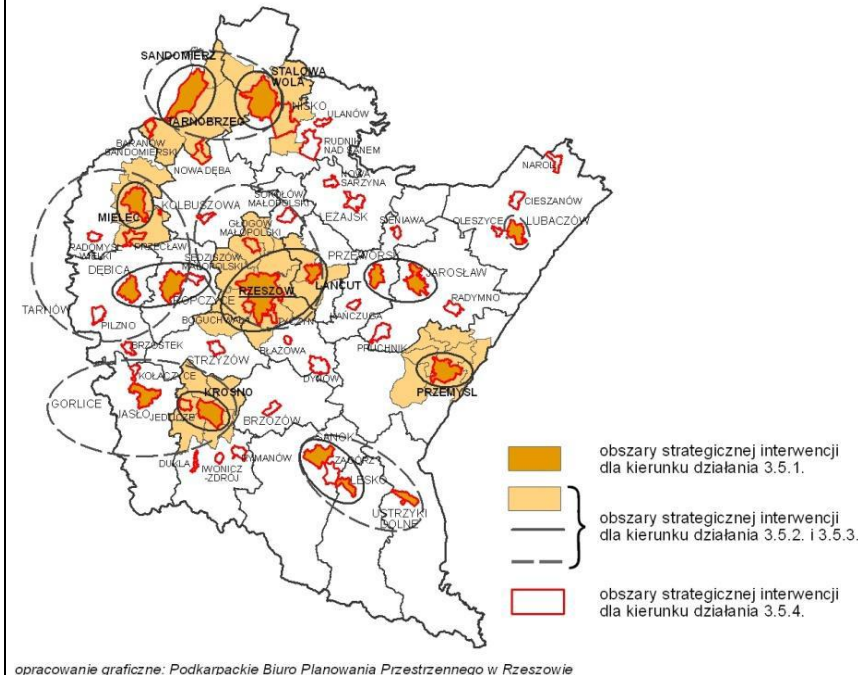 SANDOMIERZ
STALOWA
WOLA
NISKO
ULANÓW
TARNOBRZEG
RUDNIK
NAD SANEM
BARANÓW
SANDOMIERSKI
NOWA DĘBA
NAROL
NOWA
SARZYNA
CIESZANÓW
KOLBUSZOWA
SOKOŁÓW
MAŁOPOLSKI
LEŻAJSK
OLESZYCE
LUBACZÓW
MIELEC
GŁOGÓW
MAŁOPOLSKI
SIENIAWA
RADOMYŚL
WIELKI
PRZECŁAW
SĘDZISZÓW
MAŁOPOLSKI
PRZEWORSK
DĘBICA
JAROSŁAW
RZESZÓW
ŁAŃCUT
ROPCZYCE
RADYMNO
TARNÓW
KAŃCZUGA
PILZNO
BOGUCHWAŁA
TYCZYN
PRUCHNIK
BRZOSTEK
STRZYŻÓW
BŁAŻOWA
DYNÓW
KOŁACZYCE
KROSNO
PRZEMYŚL
GORLICE
JASŁO
JEDLICZE
BRZOZÓW
SANOK
DUKLA
IWONICZ
-ZDRÓJ
RYMANÓW
ZAGÓRZ
LESKO
USTRZYKI
DOLNE
obszary strategicznej interwencji
dla kierunku działania 3.5.1.
obszary strategicznej interwencji
dla kierunku działania 3.5.2. i 3.5.3.
obszary strategicznej interwencji
dla kierunku działania 3.5.4.
opracowanie graficzne: Podkarpackie Biuro Planowania Przestrzennego w Rzeszowie